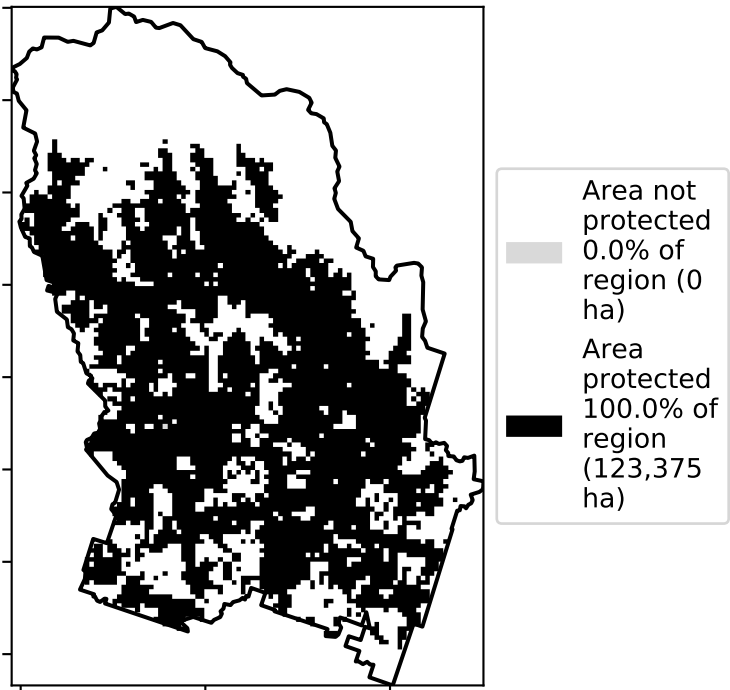 Area not
protected
0.0% of
region (0
ha)
Area
protected
100.0% of
region
(123,375
ha)